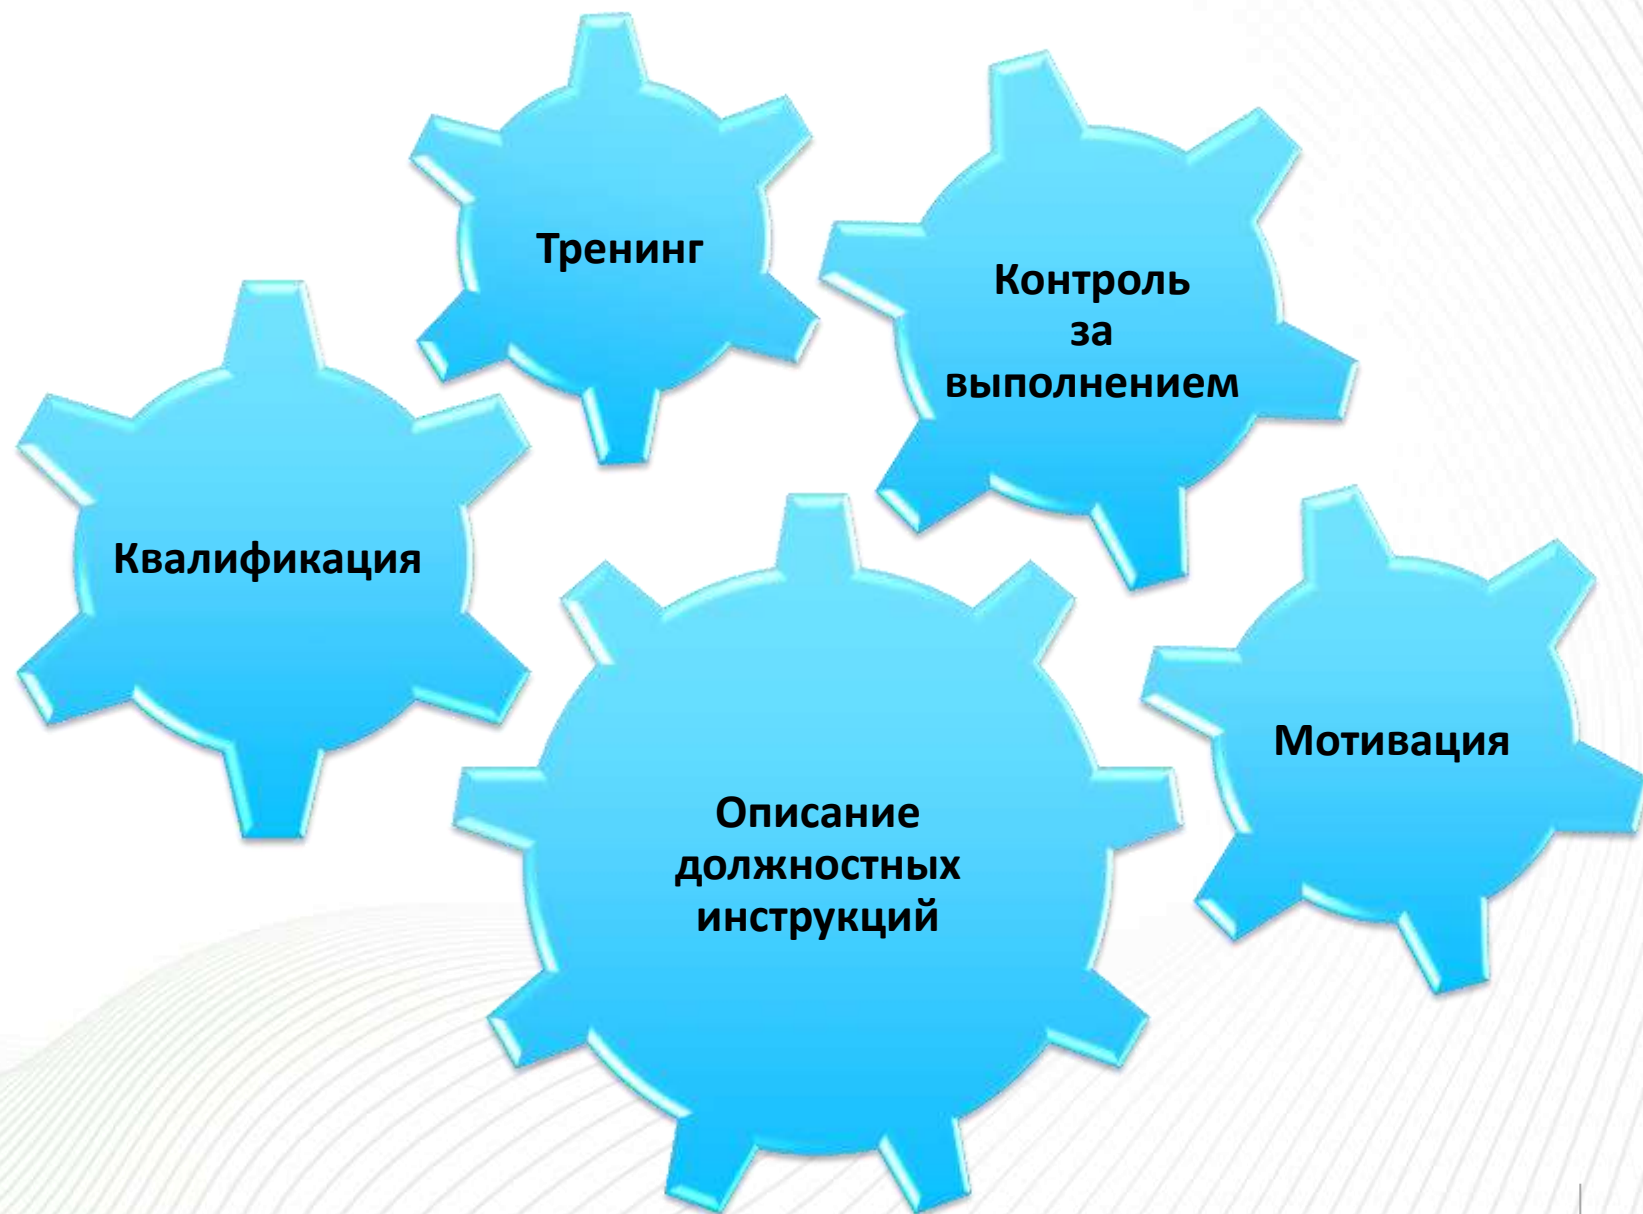 Тренинг
Контроль
за
выполнением
Квалификация
Мотивация
Описание
должностных
инструкций